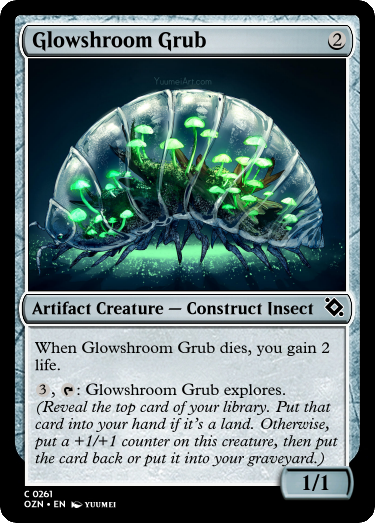 Glowshroom Grub 2
Yuume-Art.com
Artifact Creature — Construct Insect
When Glowshroom Grub dies, you gain 2
life.
3, : Glowshroom Grub explores.
(Reveal the top card of your library. Put that
card into your hand if it's a land. Otherwise,
put a +1/+1 counter on this creature, then put
the card back or put it into your graveyard.)
1/1
C 0261
OZN • EN YUUMEI